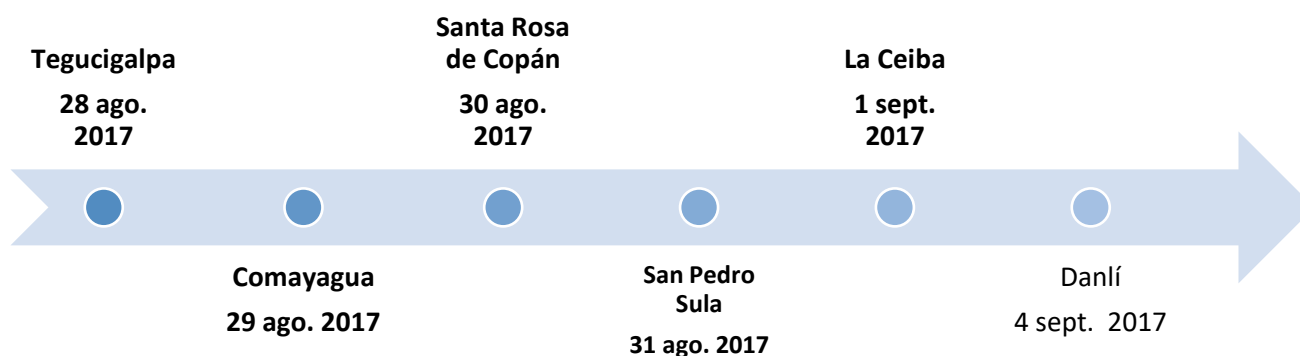 Tegucigalpa
28 ago.
2017
Comayagua
29 ago. 2017
Santa Rosa
de Copán
30 ago.
2017
San Pedro
Sula
31 ago. 2017
La Ceiba
1 sept.
2017
Danlí
4 sept. 2017